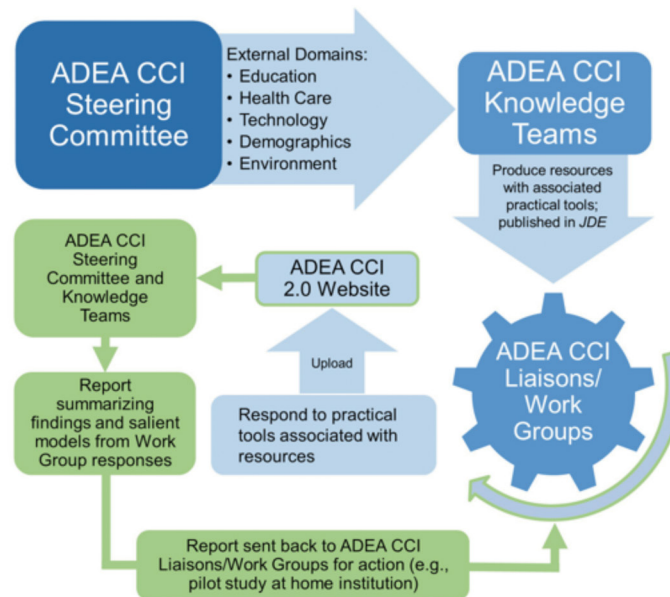 ADEA CCI
Steering
Committee
External Domains:
• Education
• Health Care
• Technology
• Demographics
• Environment
ADEA CCI
Knowledge
Teams
Produce resources
with associated
practical tools;
published in JDE
ADEA CCI
Liaisons/
Work
Groups
Respond to practical
tools associated with
resources
Upload
ADEA CCI
2.0 Website
ADEA CCI
Steering
Committee and
Knowledge
Teams
Report
summarizing
findings and salient
models from Work
Group responses
Report sent back to ADEA CCI
Liaisons/Work Groups for action (e.g.,
pilot study at home institution)